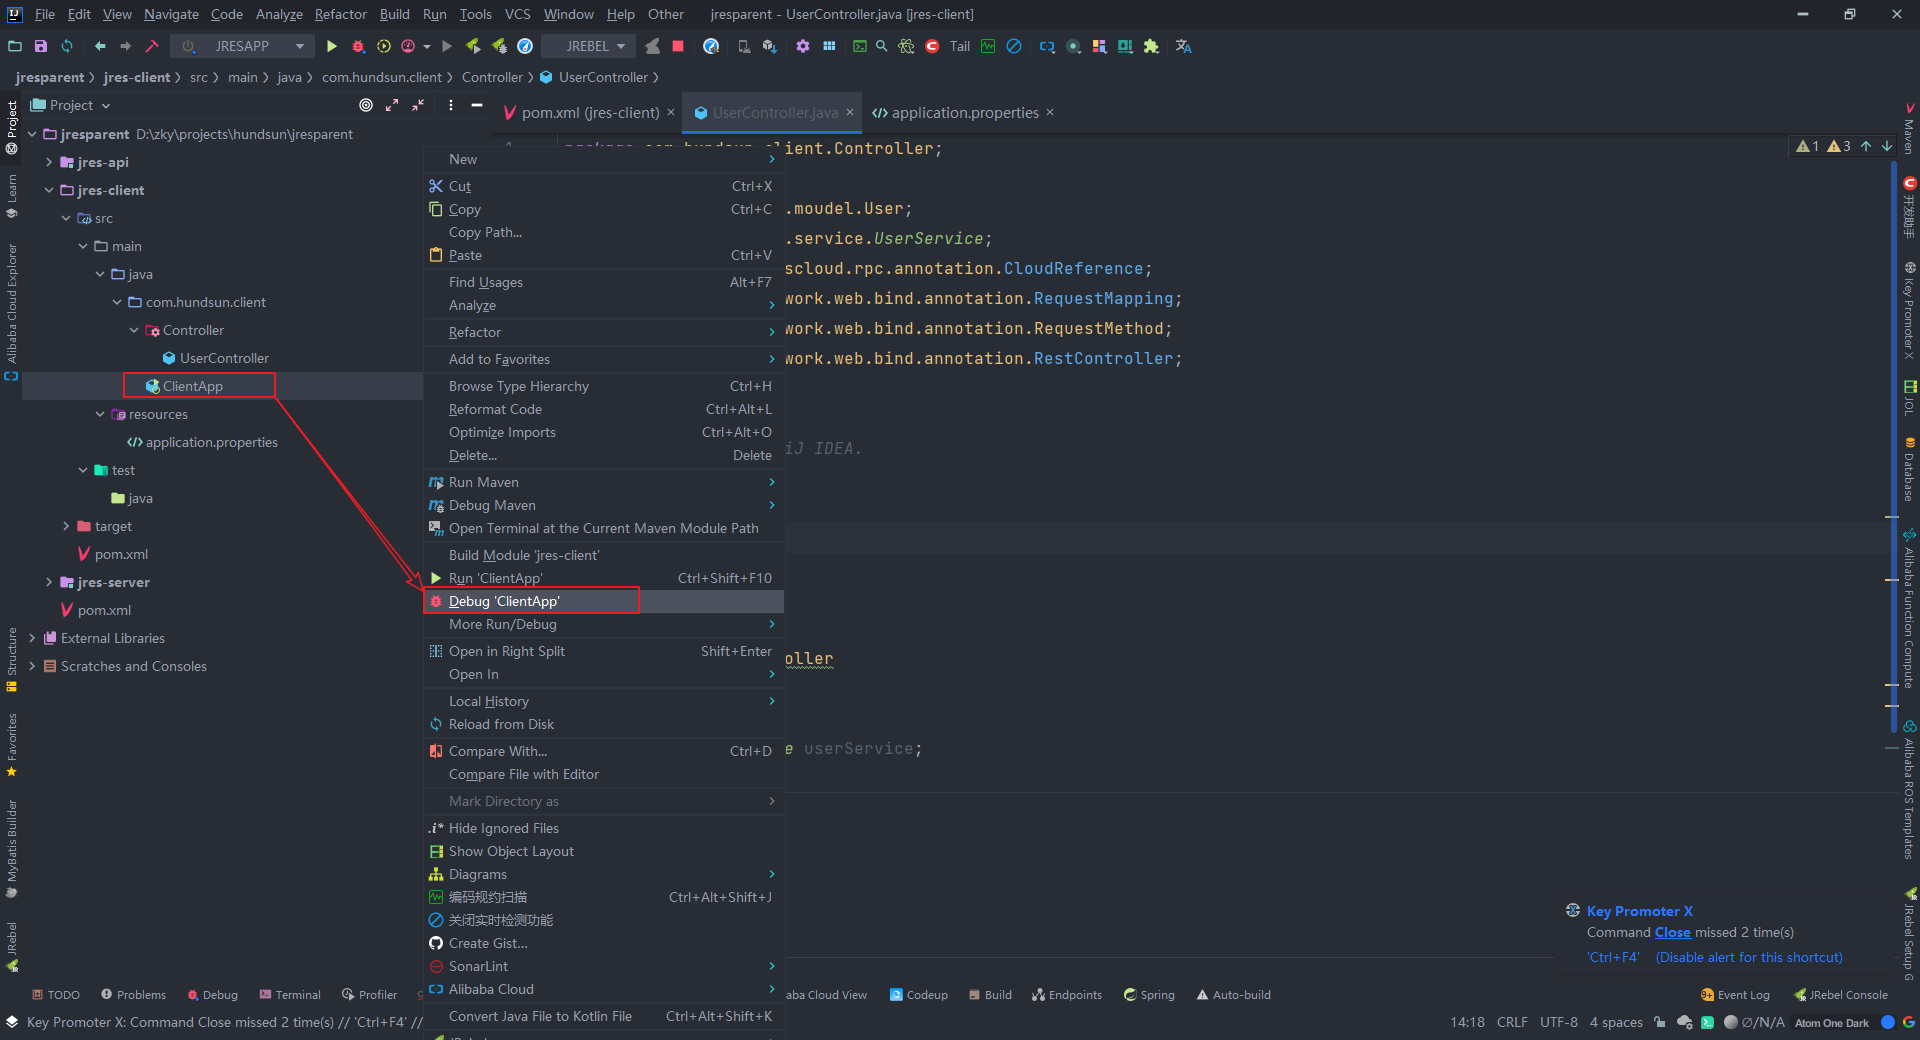 File Edit View Navigate Code Analyze Refactor Build Run Tools VCS Window Help Other jresparent - UserController.java [jres-client]
JRESAPP JREBEL Tail
jresparent jres-client src main java com.hundsun.client Controller UserController
Project
pom.xml (jres-client)
UserController.java
application.properties
Project
Learn
Alibaba Cloud Explorer
Structure
Favorites
MyBatis Builder
JRebel
jresparent D:\zky\projects\hundsun\jresparent
jres-api
jres-client
src
main
java
com.hundsun.client
Controller
UserController
ClientApp
resources
application.properties
test
java
target
pom.xml
jres-server
pom.xml
External Libraries
Scratches and Consoles
New
Cut Ctrl+X
Copy Ctrl+C
Copy Path...
Paste Ctrl+V
Find Usages Alt+F7
Analyze
Refactor
Add to Favorites
Browse Type Hierarchy Ctrl+H
Reformat Code Ctrl+Alt+L
Optimize Imports Ctrl+Alt+O
Delete... Delete
Run Maven
Debug Maven
Open Terminal at the Current Maven Module Path
Build Module 'jres-client'
Run 'ClientApp' Ctrl+Shift+F10
Debug 'ClientApp'
More Run/Debug
Open in Right Split Shift+Enter
Open In
Local History
Reload from Disk
Compare With... Ctrl+D
Compare File with Editor
Mark Directory as
Hide Ignored Files
Show Object Layout
Diagrams
编码规约扫描 Ctrl+Alt+Shift+J
关闭实时检测功能
Create Gist...
SonarLint
Alibaba Cloud
Convert Java File to Kotlin File Ctrl+Alt+Shift+K
lient.Controller;
.moudel.User;
.service.UserService;
scloud.rpc.annotation.CloudReference;
work.web.bind.annotation.RequestMapping;
work.web.bind.annotation.RequestMethod;
work.web.bind.annotation.RestController;
iJ IDEA.
oller
e userService;
1 3
Maven
开发助手
Key Promoter X
JOL
Database
Alibaba Function Compute
Alibaba ROS Templates
JRebel Setup G
Key Promoter X
Command Close missed 2 time(s)
'Ctrl+F4' (Disable alert for this shortcut)
TODO Problems Debug Terminal Profiler aba Cloud View Codeup Build Endpoints Spring Auto-build 9+ Event Log JRebel Console
Key Promoter X: Command Close missed 2 time(s) // 'Ctrl+F4' //
14:18 CRLF UTF-8 4 spaces Ø/N/A Atom One Dark